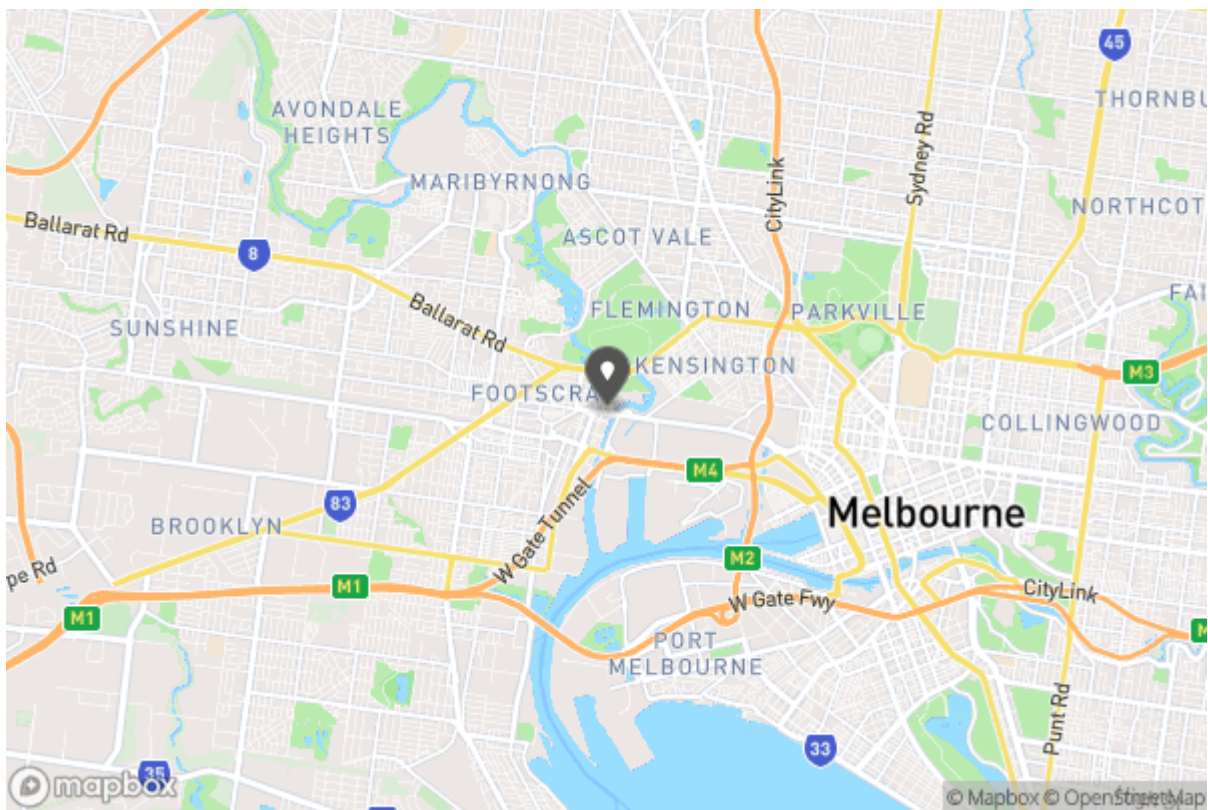 45
THORNBU
AVONDALE
HEIGHTS
CityLink
Sydney Rd
MARIBYRNONG
NORTHCOT
Ballarat Rd
8
ASCOT VALE
FAI
Ballarat Rd
FLEMINGTON
PARKVILLE
SUNSHINE
KENSINGTON
M3
FOOTSCRA
COLLINGWOOD
M4
83
Melbourne
BROOKLYN
W Gate Tunnel
M2
pe Rd
M1
CityLink
W Gate Fwy
M1
M
PORT
MELBOURNE
Punt Rd
33
35
mapbox
© Mapbox © OpenStreetMap